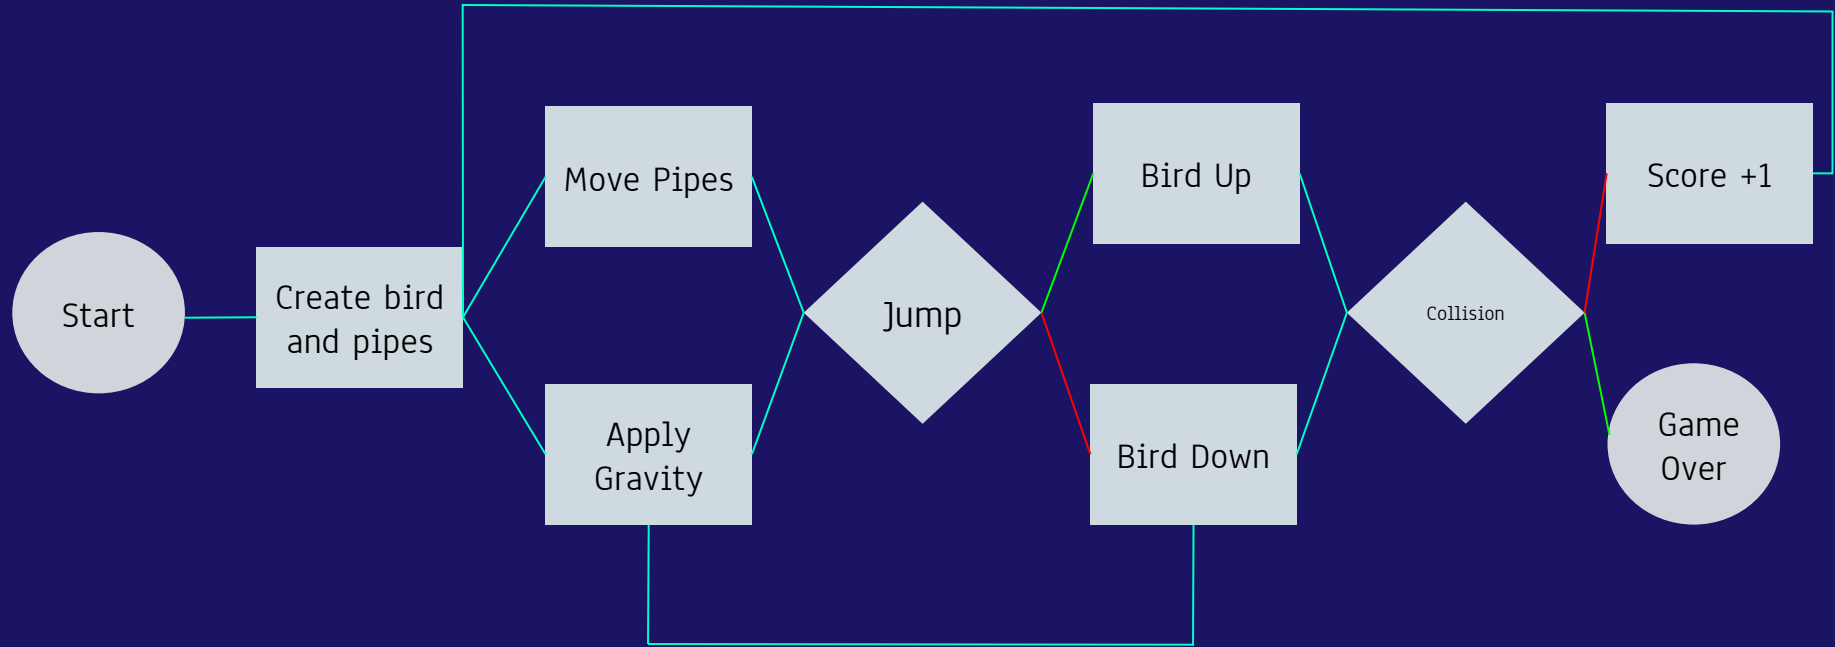 Start
Create bird
and pipes
Move Pipes
Apply
Gravity
Jump
Bird Up
Bird Down
Collision
Score +1
Game
Over